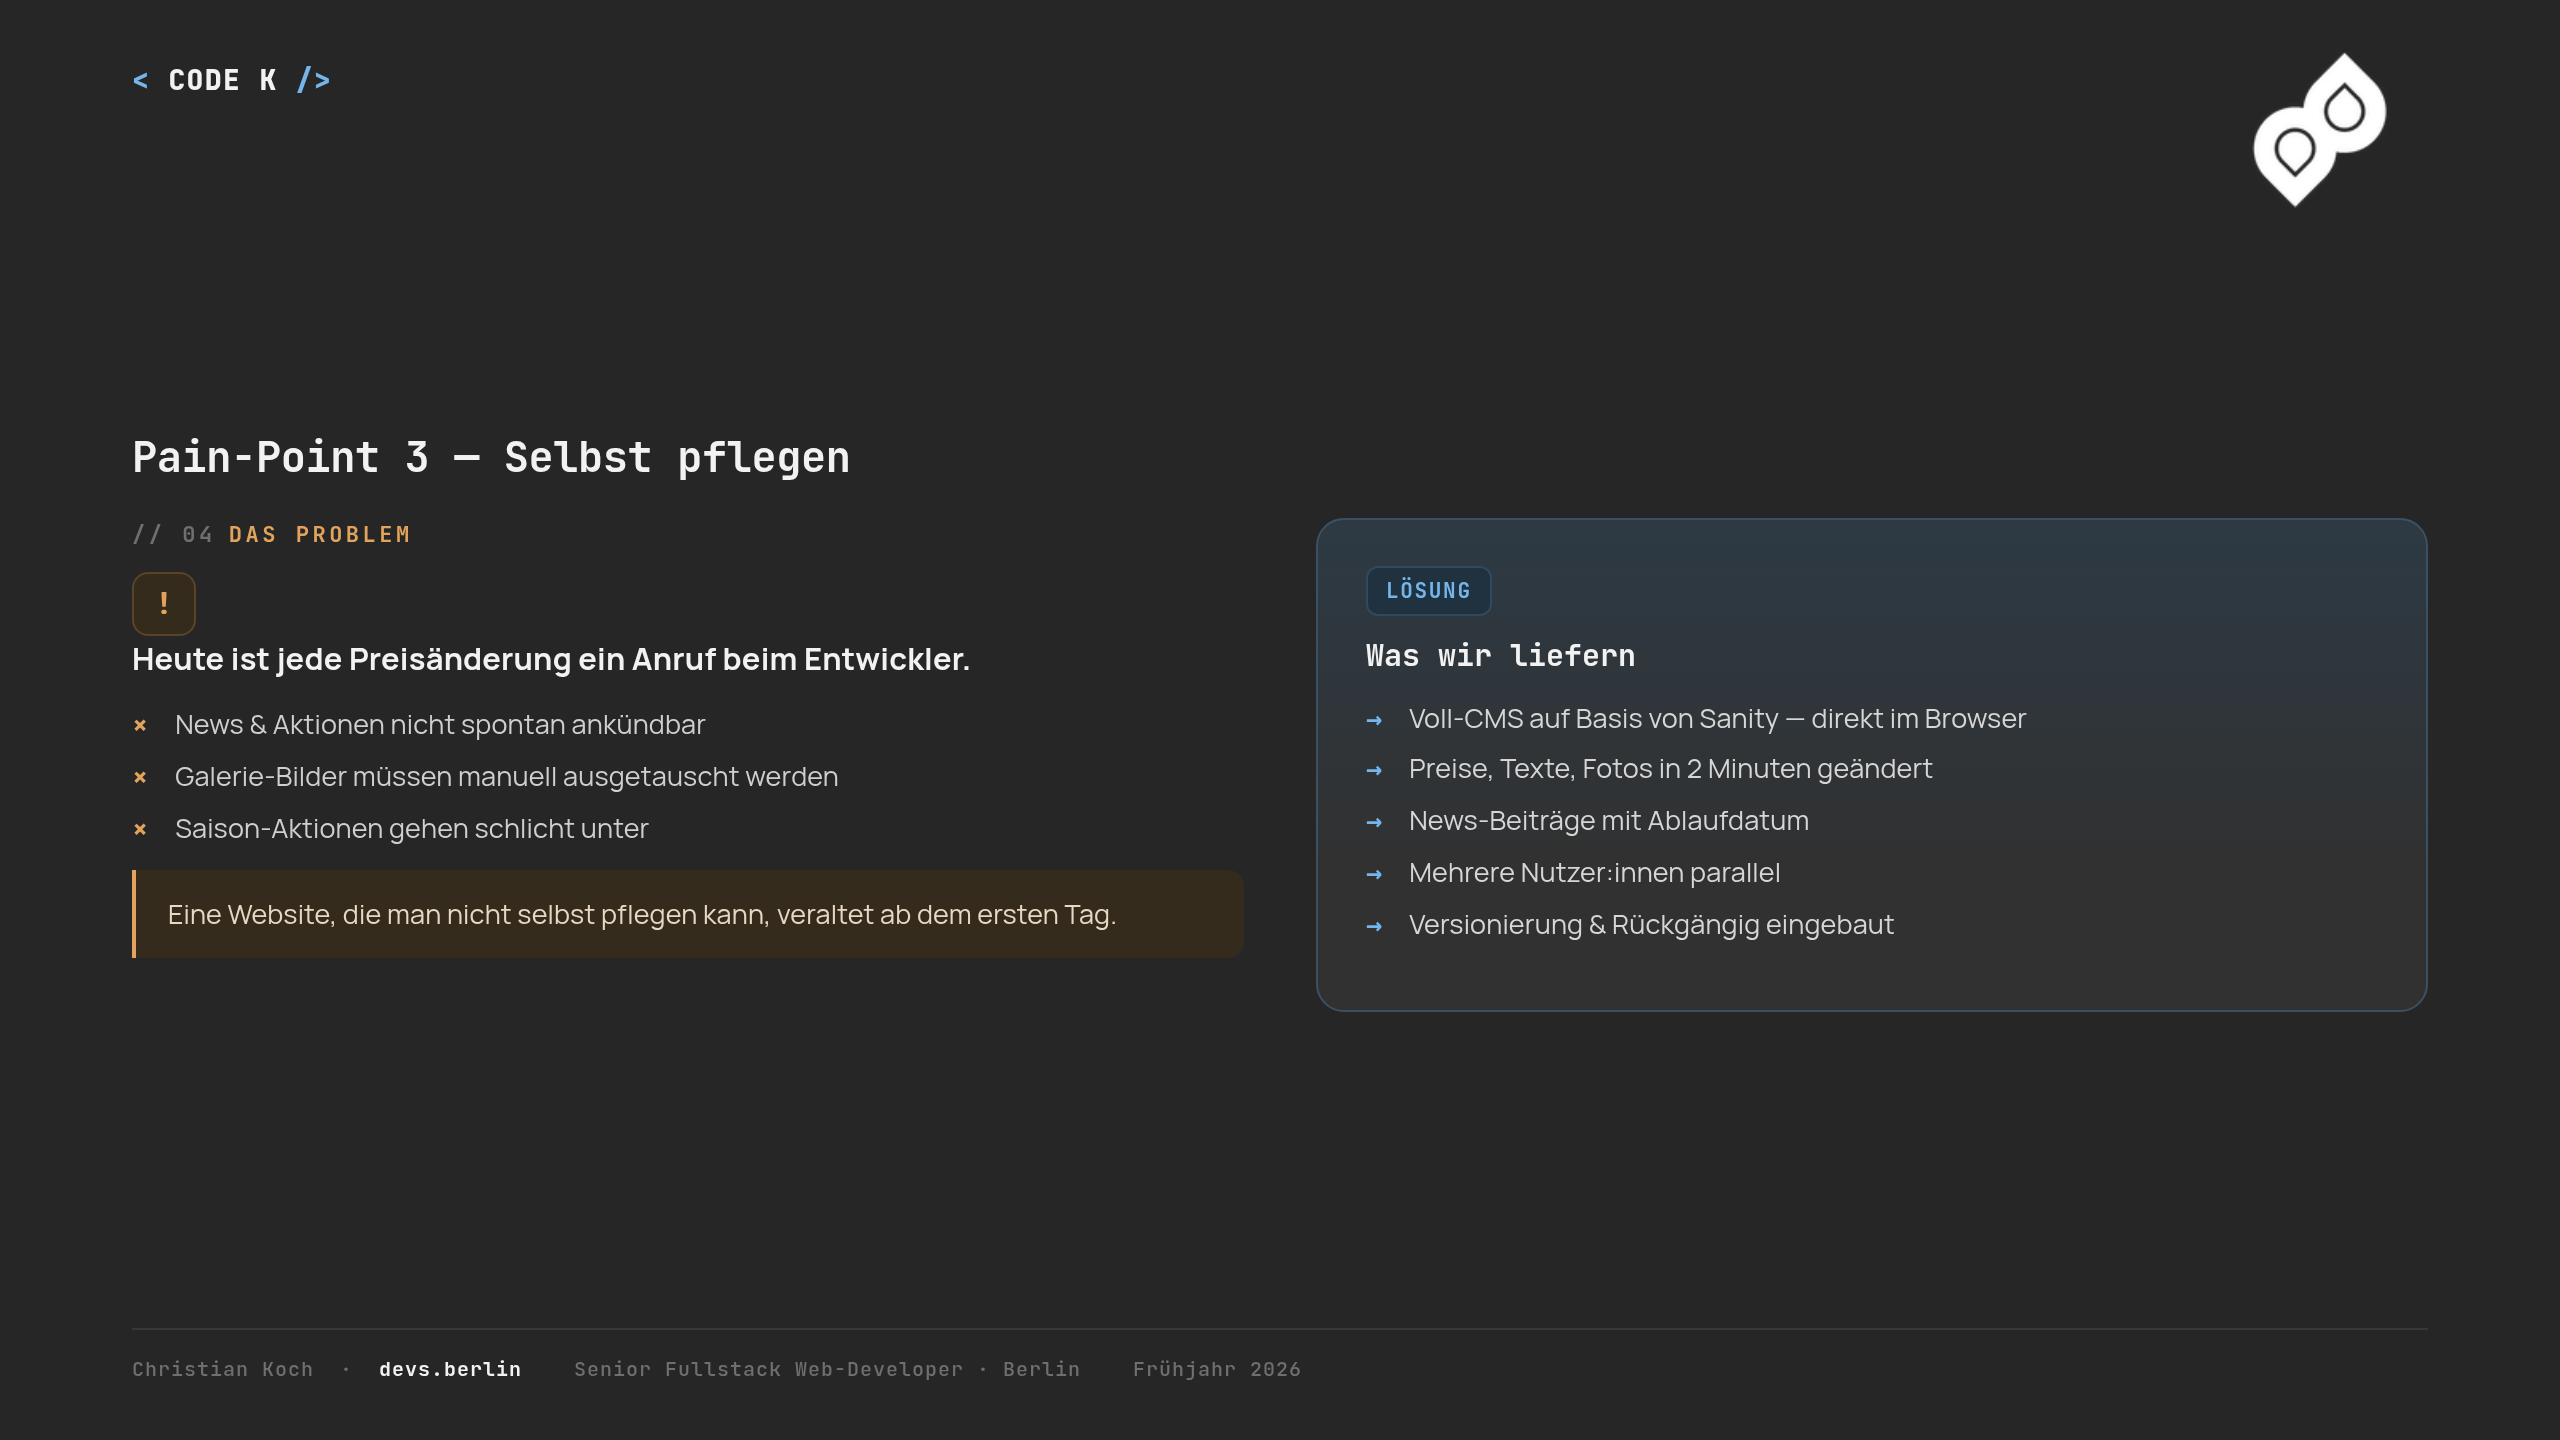 < CODE K />
Pain-Point 3 — Selbst pflegen
// 04 DAS PROBLEM
!
Heute ist jede Preisänderung ein Anruf beim Entwickler.
× News & Aktionen nicht spontan ankündbar
× Galerie-Bilder müssen manuell ausgetauscht werden
× Saison-Aktionen gehen schlicht unter
Eine Website, die man nicht selbst pflegen kann, veraltet ab dem ersten Tag.
LÖSUNG
Was wir liefern
→ Voll-CMS auf Basis von Sanity — direkt im Browser
→ Preise, Texte, Fotos in 2 Minuten geändert
→ News-Beiträge mit Ablaufdatum
→ Mehrere Nutzer:innen parallel
→ Versionierung & Rückgängig eingebaut
Christian Koch · devs.berlin Senior Fullstack Web-Developer · Berlin Frühjahr 2026